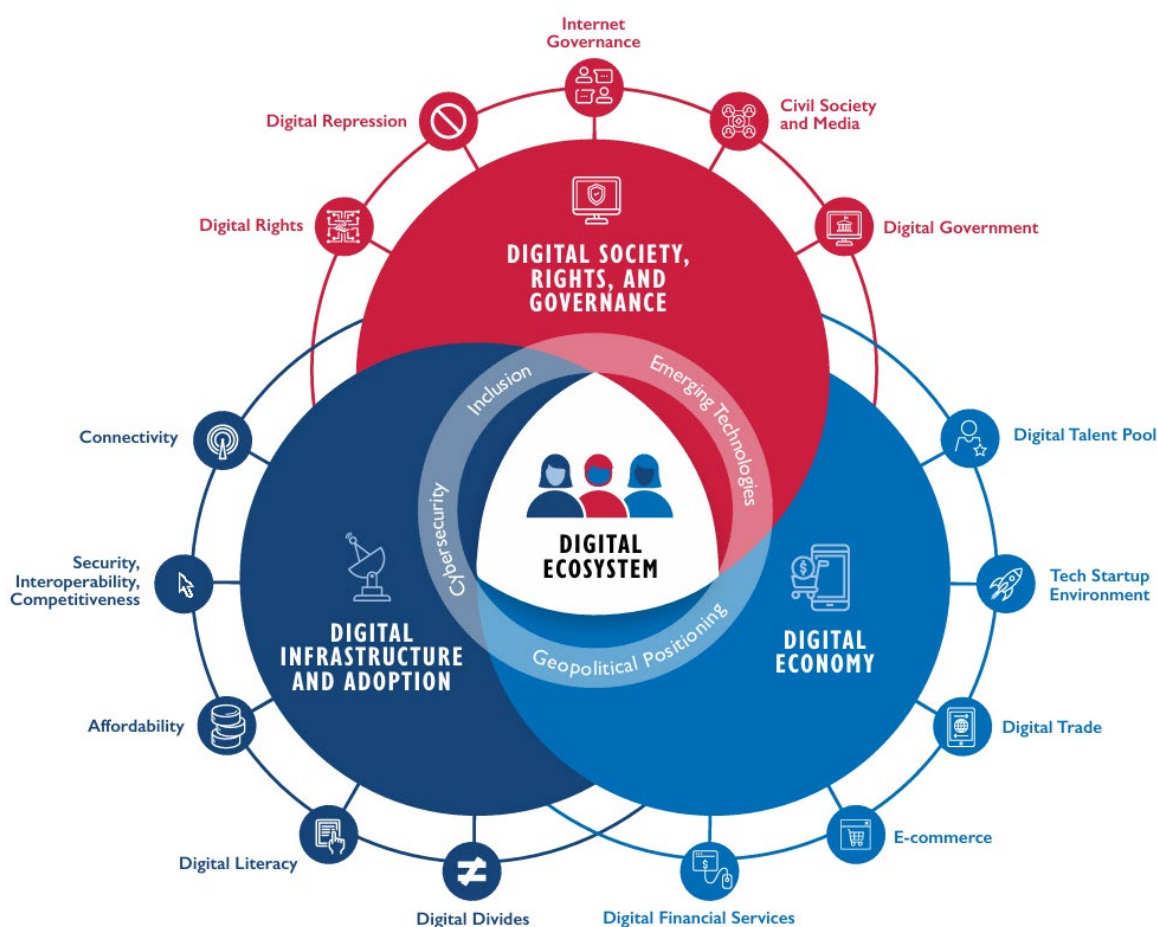 Internet
Governance
Digital Repression
Civil Society
and Media
Digital Rights
Digital Government
DIGITAL SOCIETY,
RIGHTS, AND
GOVERNANCE
Inclusion
Emerging Technologies
Cybersecurity
Geopolitical Positioning
DIGITAL
ECOSYSTEM
Connectivity
Security,
Interoperability,
Competitiveness
Affordability
Digital Literacy
Digital Divides
DIGITAL
INFRASTRUCTURE
AND ADOPTION
DIGITAL
ECONOMY
Digital Talent Pool
Tech Startup
Environment
Digital Trade
E-commerce
Digital Financial Services